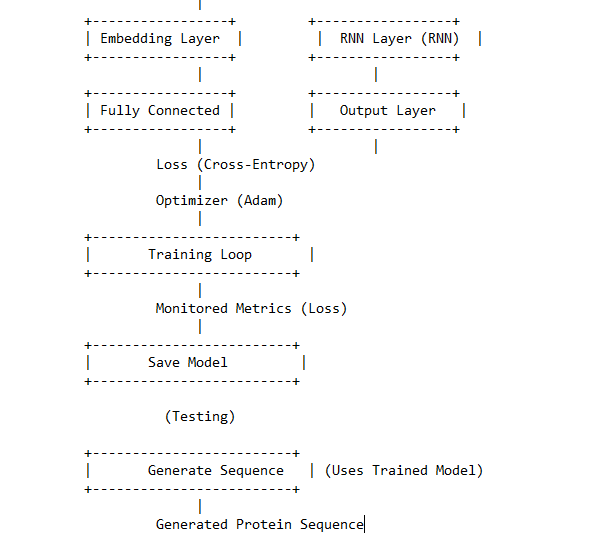 |
+-----------------+         +-----------------+
| Embedding Layer  |         |  RNN Layer (RNN)  |
+-----------------+         +-----------------+
|                     |
+-----------------+         +-----------------+
| Fully Connected |         |   Output Layer   |
+-----------------+         +-----------------+
|                     |
Loss (Cross-Entropy)
|
Optimizer (Adam)
|
+-------------------------+
|       Training Loop       |
+-------------------------+
|
Monitored Metrics (Loss)
|
+-------------------------+
|       Save Model         |
+-------------------------+
(Testing)
+-------------------------+
|       Generate Sequence   | (Uses Trained Model)
+-------------------------+
|
Generated Protein Sequence